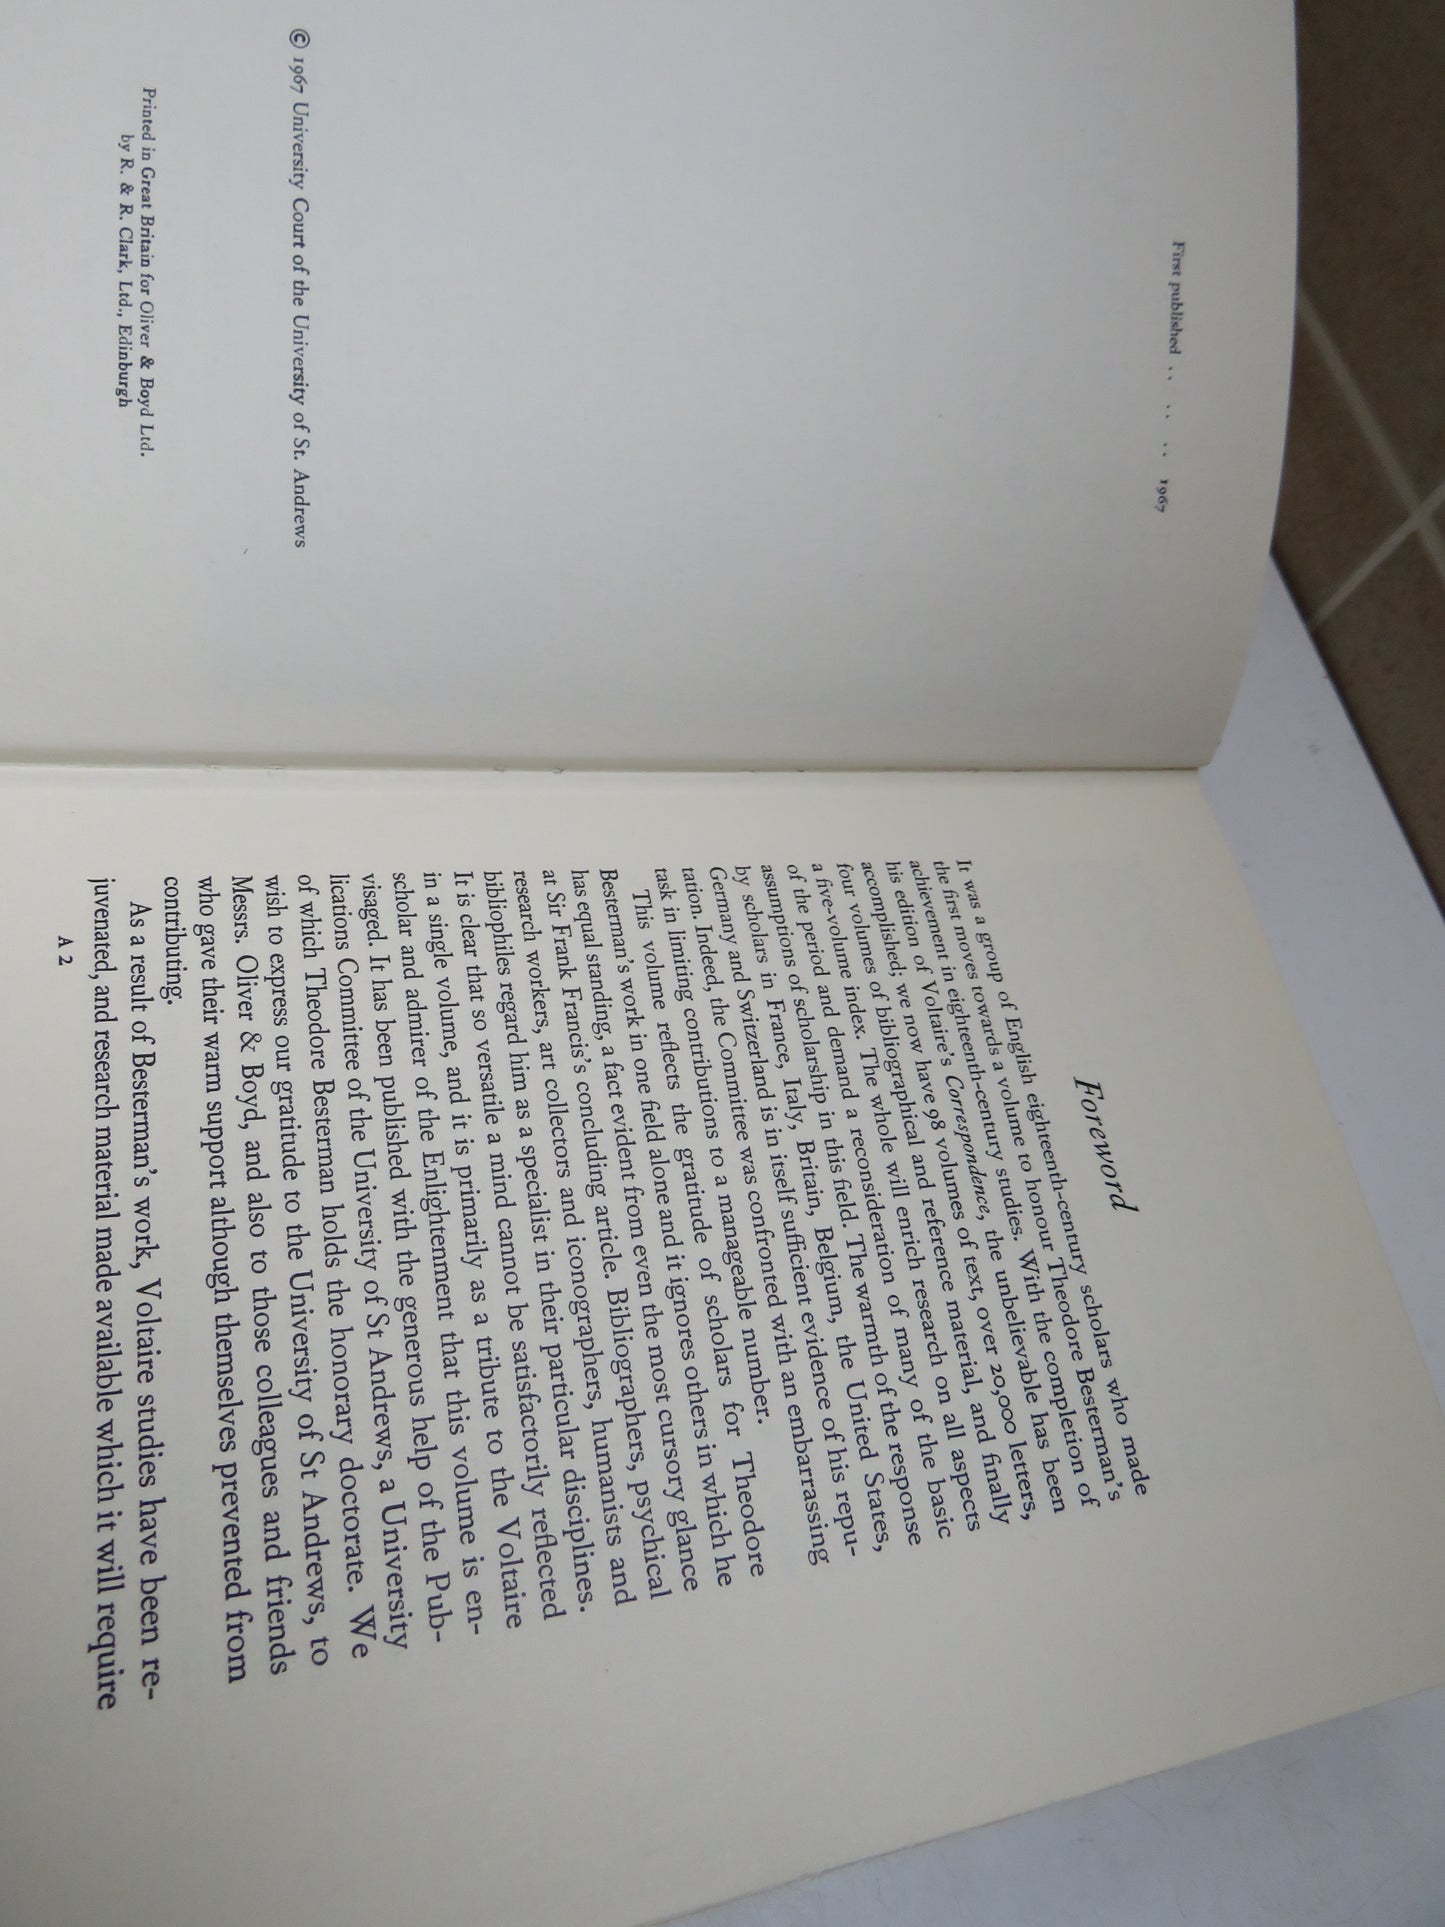 First published .. .. .. 1967
© 1967 University Court of the University of St. Andrews
Printed in Great Britain for Oliver & Boyd Ltd.
by R. & R. Clark, Ltd., Edinburgh
Foreword
It was a group of English eighteenth-century scholars who made
the first moves towards a volume to honour Theodore Besterman's
achievement in eighteenth-century studies. With the completion of
his edition of Voltaire's Correspondence, the unbelievable has been
accomplished; we now have 98 volumes of text, over 20,000 letters,
four volumes of bibliographical and reference material, and finally
a five-volume index. The whole will enrich research on all aspects
of the period and demand a reconsideration of many of the basic
assumptions of scholarship in this field. The warmth of the response
by scholars in France, Italy, Britain, Belgium, the United States,
Germany and Switzerland is in itself sufficient evidence of his repu-
tation. Indeed, the Committee was confronted with an embarrassing
task in limiting contributions to a manageable number.
This volume reflects the gratitude of scholars for Theodore
Besterman's work in one field alone and it ignores others in which he
has equal standing, a fact evident from even the most cursory glance
at Sir Frank Francis's concluding article. Bibliographers, psychical
research workers, art collectors and iconographers, humanists and
bibliophiles regard him as a specialist in their particular disciplines.
It is clear that so versatile a mind cannot be satisfactorily reflected
in a single volume, and it is primarily as a tribute to the Voltaire
scholar and admirer of the Enlightenment that this volume is en-
visaged. It has been published with the generous help of the Pub-
lications Committee of the University of St Andrews, a University
of which Theodore Besterman holds the honorary doctorate. We
wish to express our gratitude to the University of St Andrews, to
Messrs. Oliver & Boyd, and also to those colleagues and friends
who gave their warm support although themselves prevented from
contributing.
As a result of Besterman's work, Voltaire studies have been re-
juvenated, and research material made available which it will require
A 2